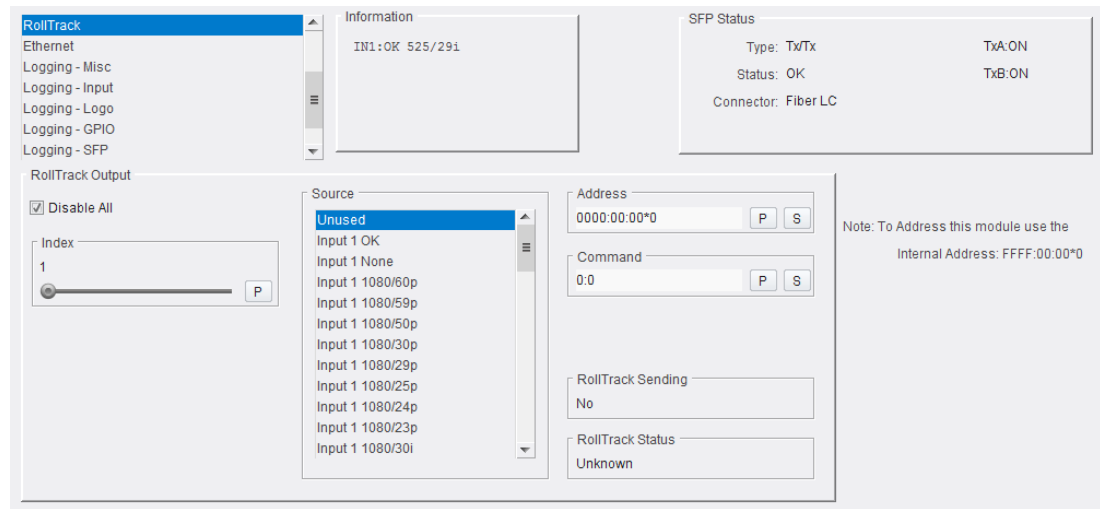 RollTrack
Ethernet
Logging - Misc
Logging - Input
Logging - Logo
Logging - GPIO
Logging - SFP
Information
IN1:OK 525/29i
SFP Status
Type: Tx/Tx TxA:ON
Status: OK TxB:ON
Connector: Fiber LC
RollTrack Output
Disable All
Index
1
P
Source
Unused
Input 1 OK
Input 1 None
Input 1 1080/60p
Input 1 1080/59p
Input 1 1080/50p
Input 1 1080/30p
Input 1 1080/29p
Input 1 1080/25p
Input 1 1080/24p
Input 1 1080/23p
Input 1 1080/30i
Address
0000:00:00*0 P S
Command
0:0 P S
RollTrack Sending
No
RollTrack Status
Unknown
Note: To Address this module use the
Internal Address: FFFF:00:00*0